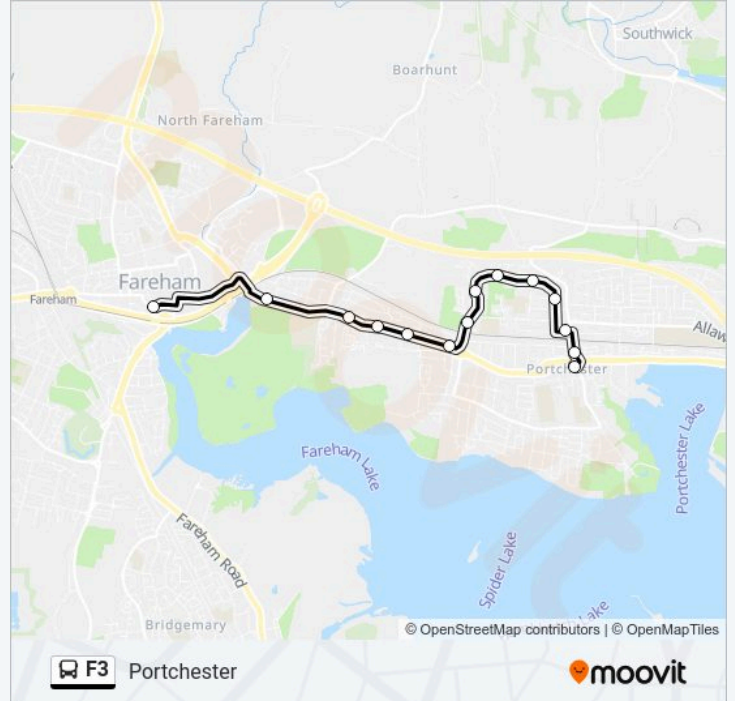 Southwick
Boarhunt
North Fareham
Fareham
Fareham
Allaw
Portchester
Portchester Lake
Fareham Lake
Fareham Road
Spider Lake
Lake
Bridgemary
© OpenStreetMap contributors | © OpenMapTiles
F3 Portchester
moovit